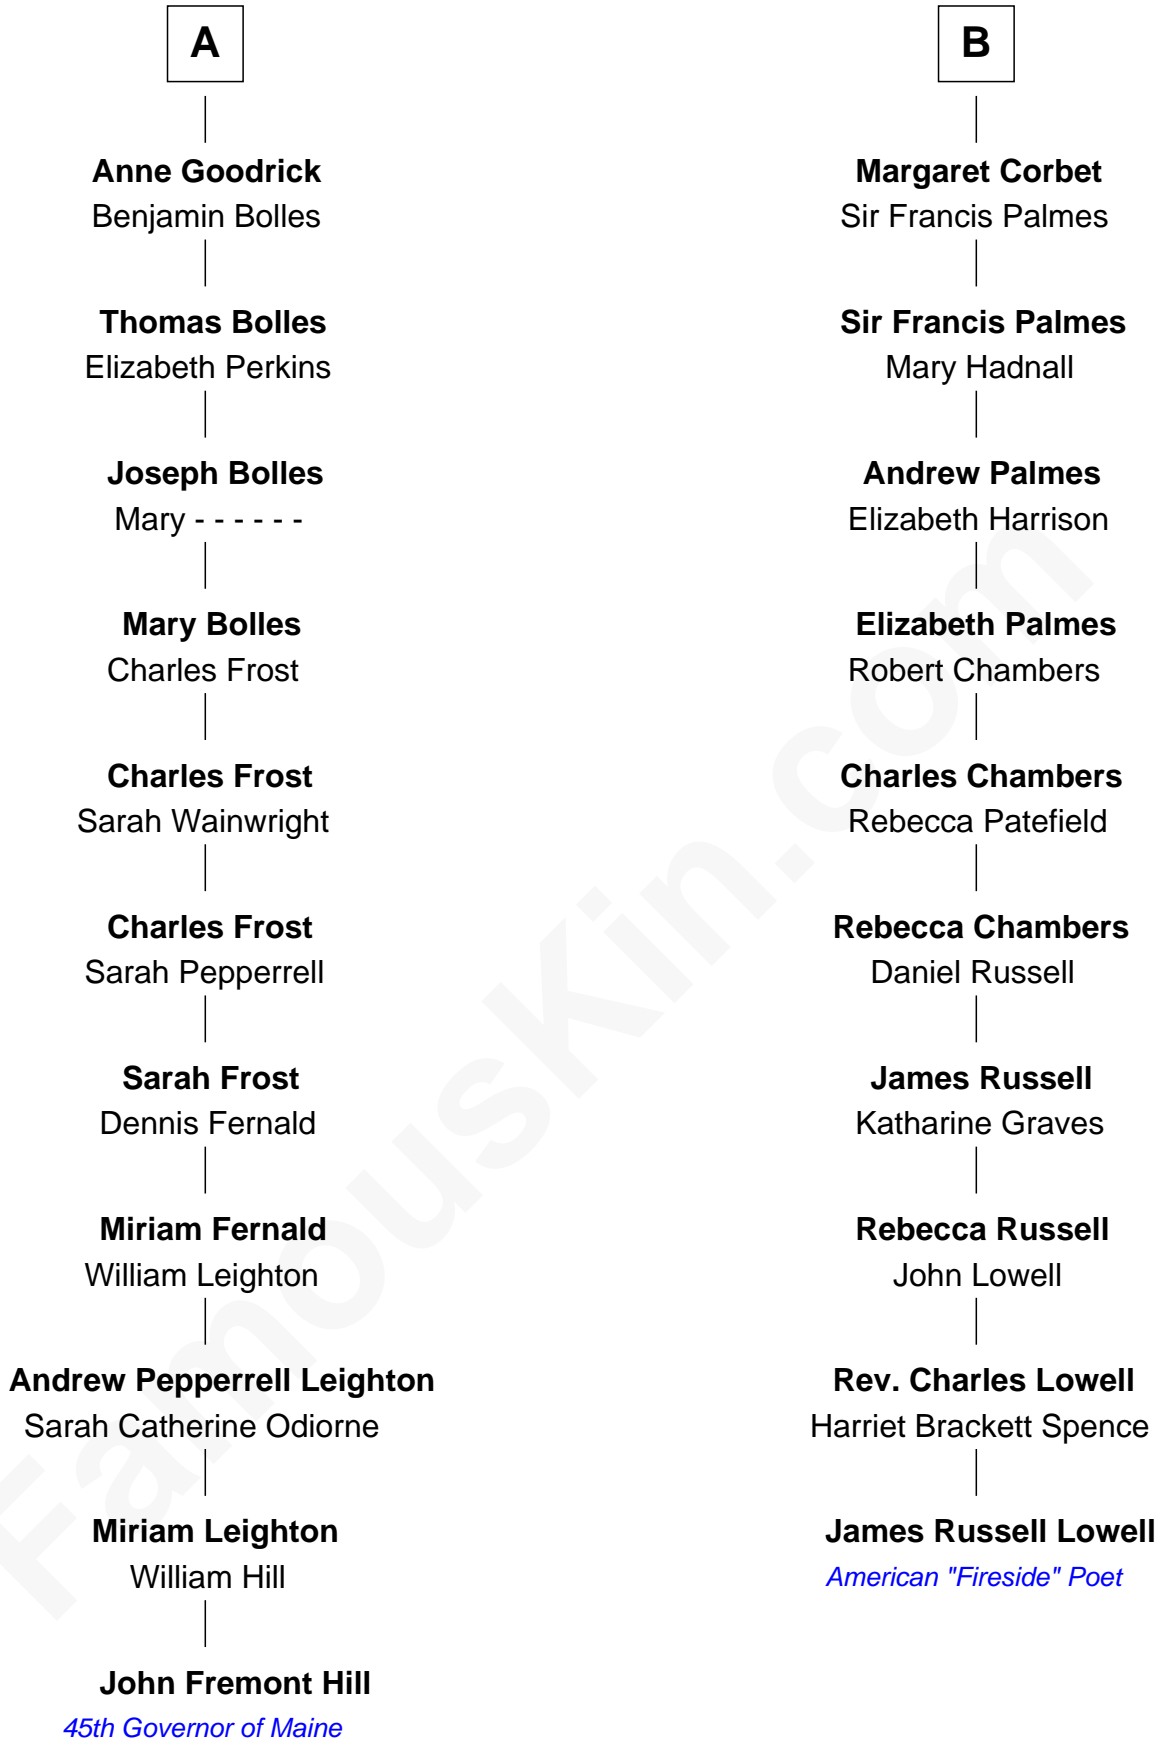 A
Anne Goodrick
Benjamin Bolles
Thomas Bolles
Elizabeth Perkins
Joseph Bolles
Mary - - - - - -
Mary Bolles
Charles Frost
Charles Frost
Sarah Wainwright
Charles Frost
Sarah Pepperrell
Sarah Frost
Dennis Fernald
Miriam Fernald
William Leighton
Andrew Pepperrell Leighton
Sarah Catherine Odiorne
Miriam Leighton
William Hill
John Fremont Hill
45th Governor of Maine
B
Margaret Corbet
Sir Francis Palmes
Sir Francis Palmes
Mary Hadnall
Andrew Palmes
Elizabeth Harrison
Elizabeth Palmes
Robert Chambers
Charles Chambers
Rebecca Patefield
Rebecca Chambers
Daniel Russell
James Russell
Katharine Graves
Rebecca Russell
John Lowell
Rev. Charles Lowell
Harriet Brackett Spence
James Russell Lowell
American "Fireside" Poet
FamousKin.com